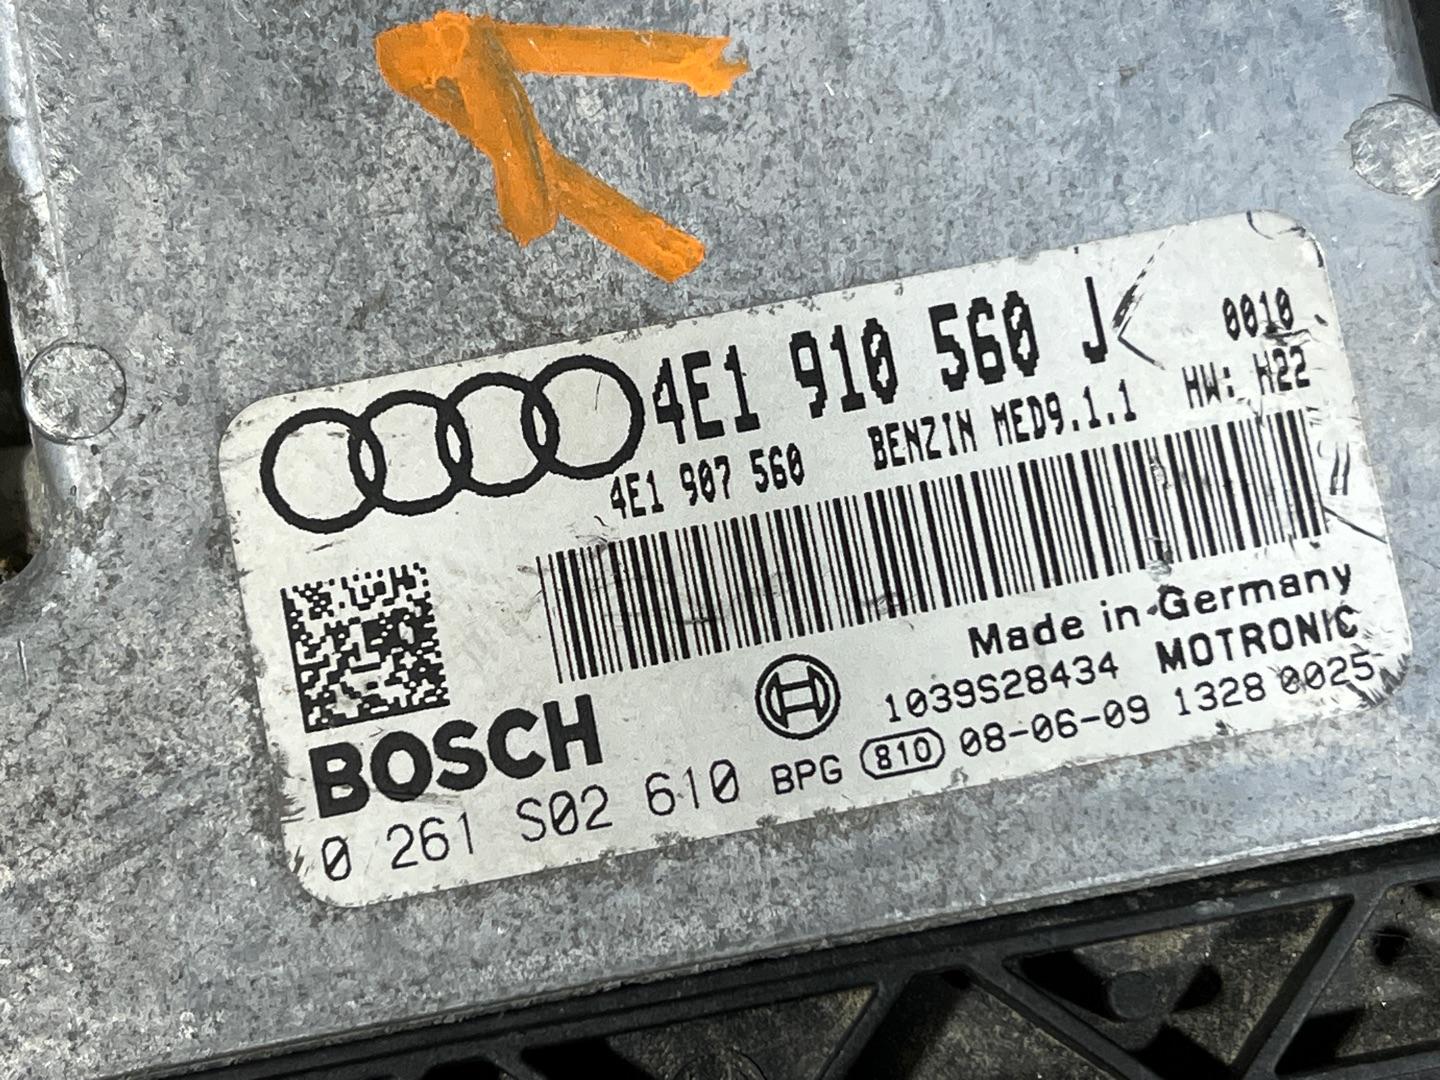 4E1 910 560 J
0010
4E1 907 560 BENZIN MED9.1.1 HW: H22
Made in Germany
BOSCH
1039S28434 MOTRONIC
0 261 S02 610 BPG 810 08-06-09 1328 0025